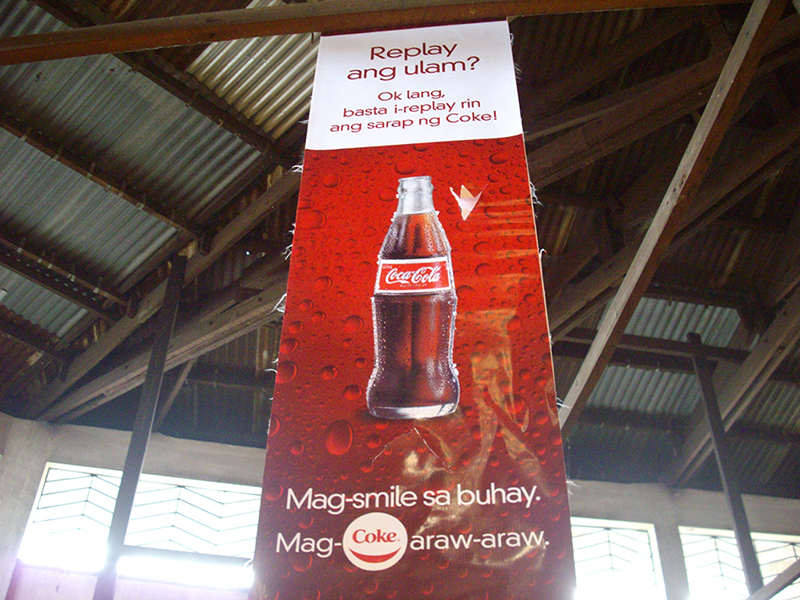 Replay
ang ulam?
Ok lang,
basta i-replay rin
ang sarap ng Coke!
Coca-Cola
Mag-smile sa buhay.
Mag-Coke araw-araw.